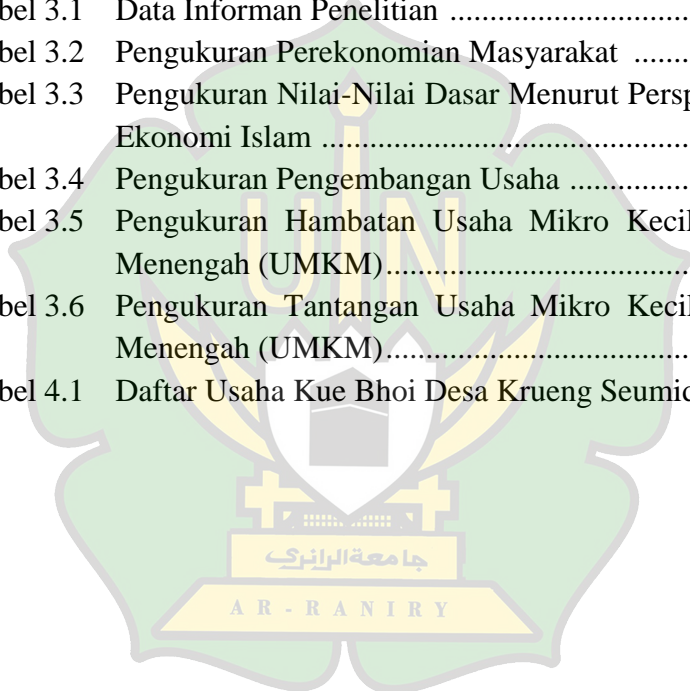 bel 3.1 Data Informan Penelitian ..............................
bel 3.2 Pengukuran Perekonomian Masyarakat .......
bel 3.3 Pengukuran Nilai-Nilai Dasar Menurut Persp
Ekonomi Islam ..............................................
bel 3.4 Pengukuran Pengembangan Usaha ...............
bel 3.5 Pengukuran Hambatan Usaha Mikro Kecil
Menengah (UMKM).......................................
bel 3.6 Pengukuran Tantangan Usaha Mikro Kecil
Menengah (UMKM).......................................
bel 4.1 Daftar Usaha Kue Bhoi Desa Krueng Seumid
UIN
جامعةالرانري
AR-RANIRY